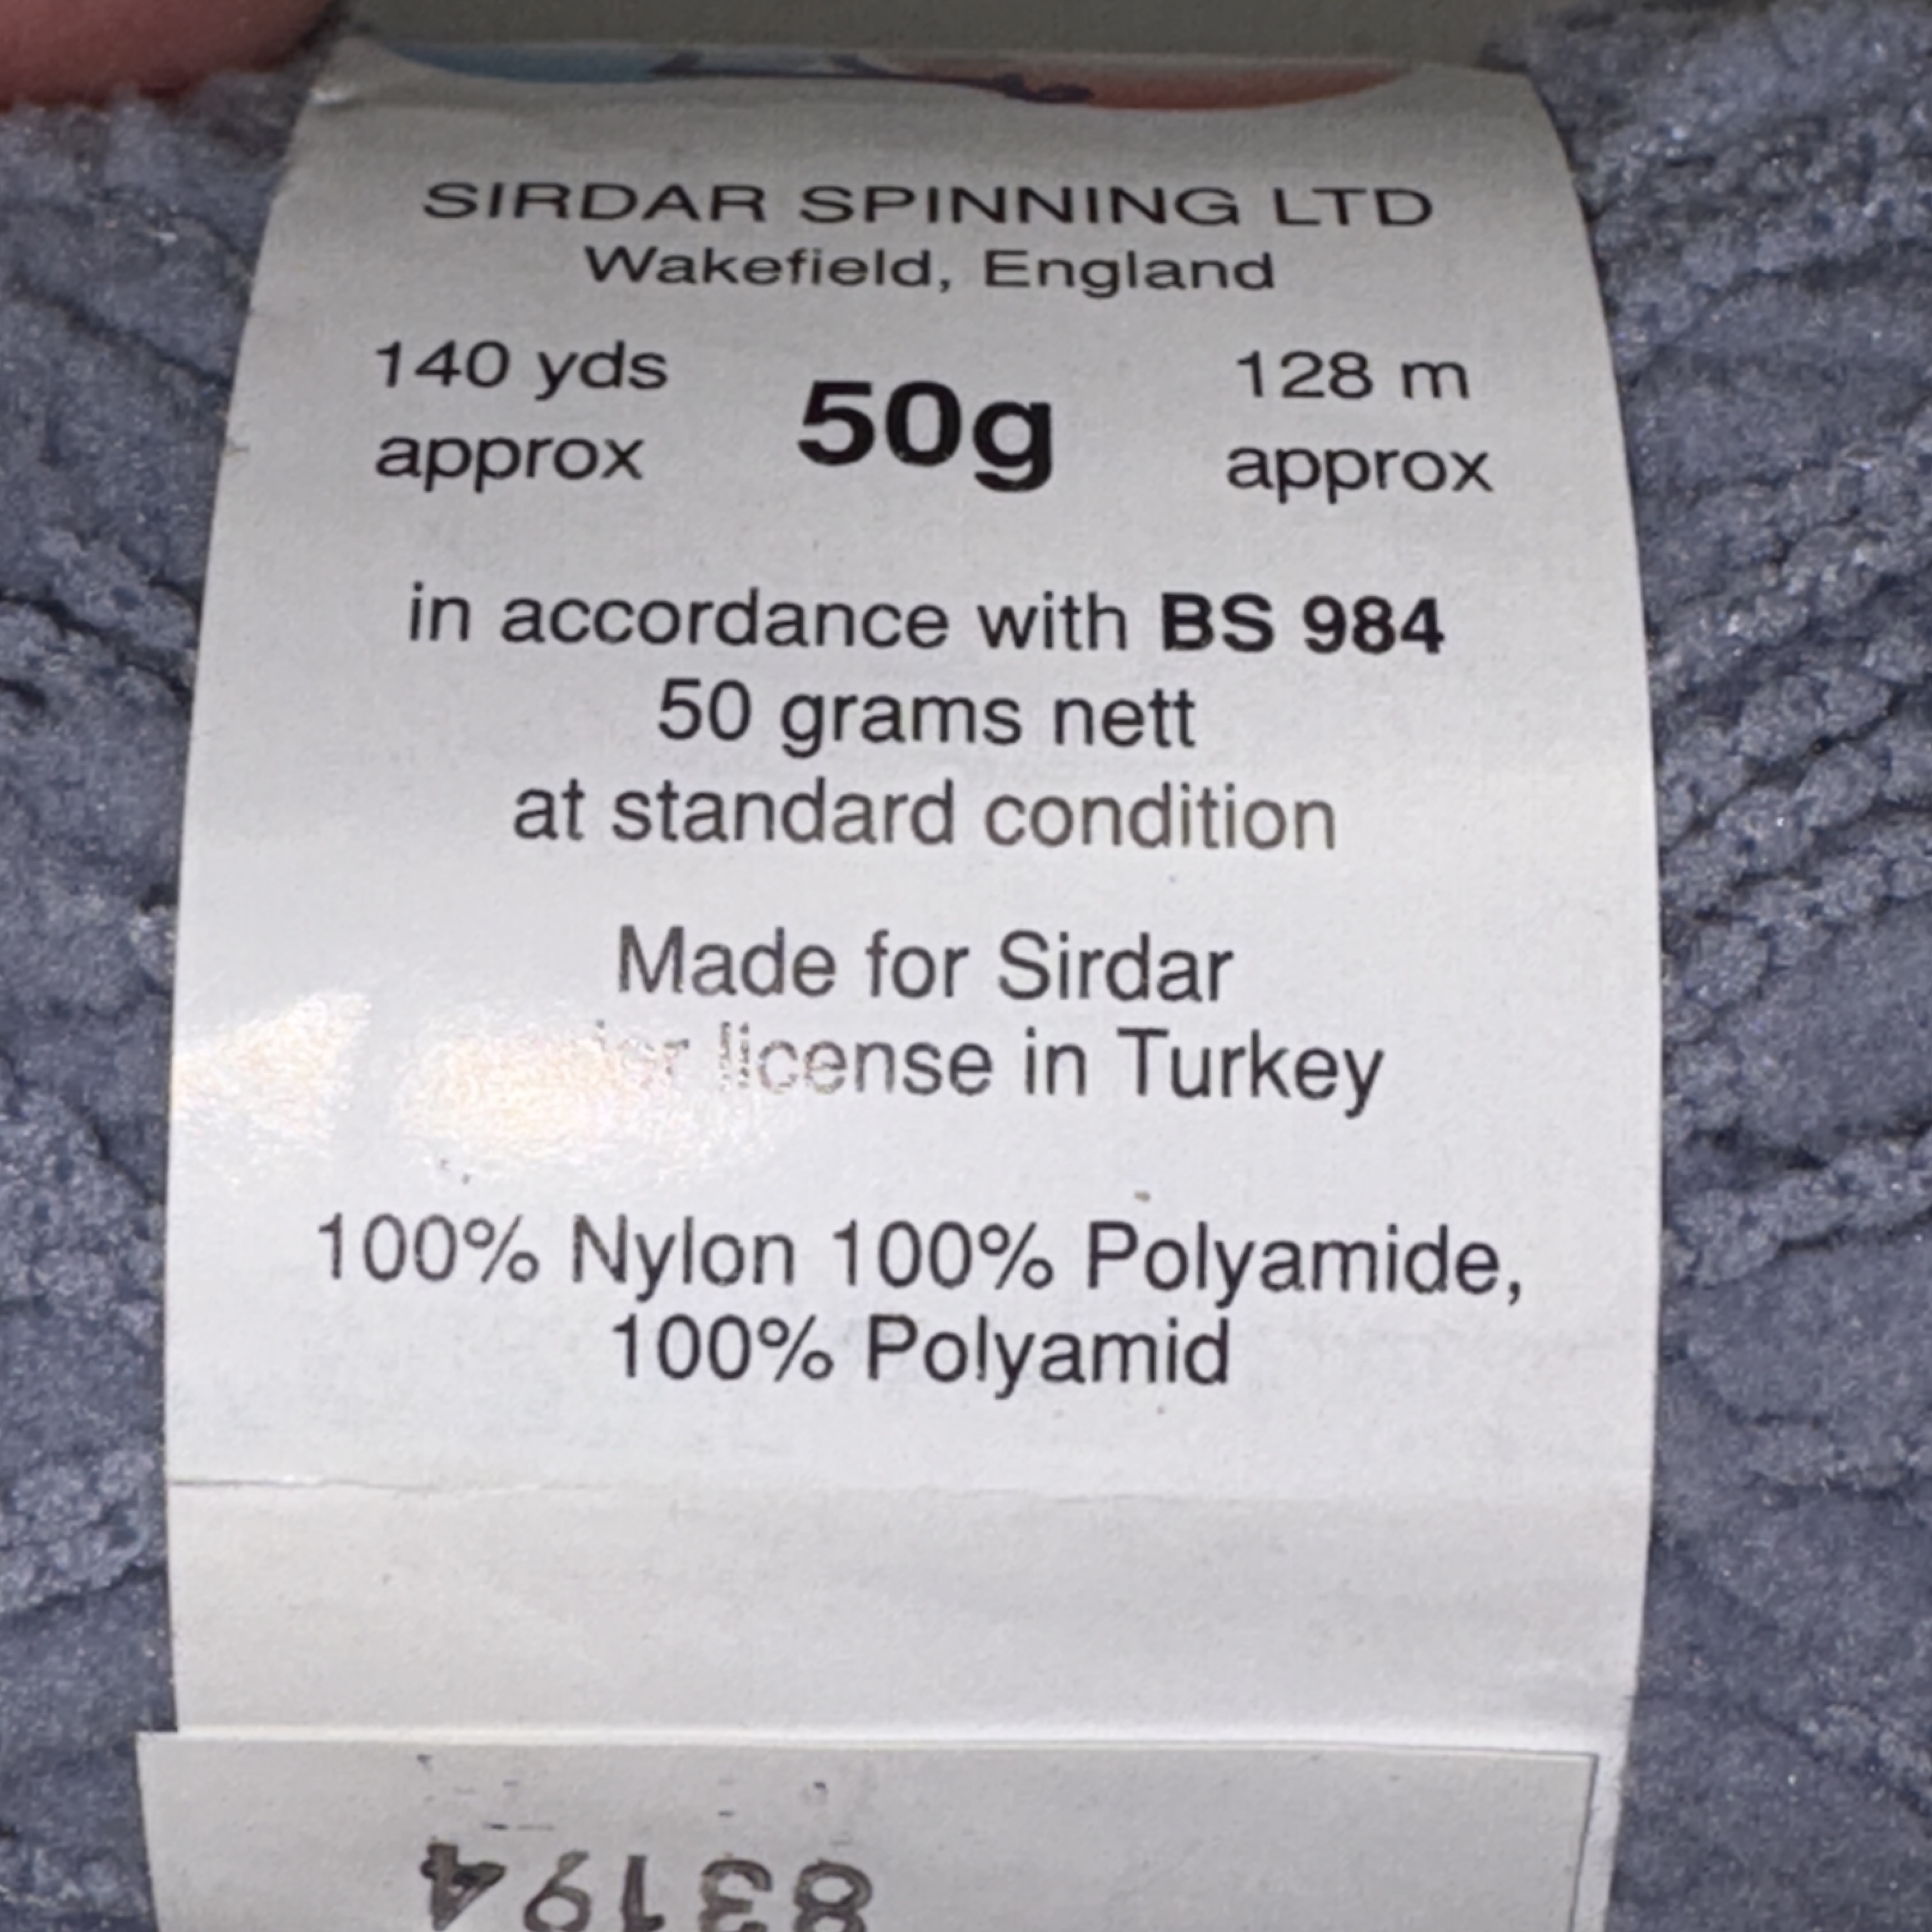 SIRDAR SPINNING LTD
Wakefield, England
140 yds approx
50g
128 m approx
in accordance with BS 984
50 grams nett
at standard condition
Made for Sirdar
license in Turkey
100% Nylon 100% Polyamide,
100% Polyamid
83194